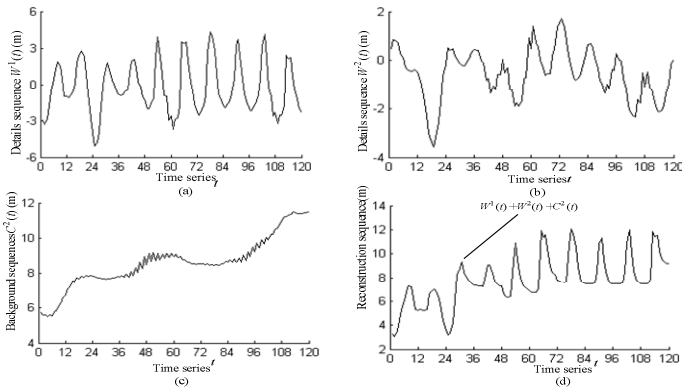 Details sequence W¹(t) (m)
6
3
0
-3
-6
0 12 24 36 48 60 72 84 96 108 120
Time series t
(a)
Details sequence W²(t) (m)
2
0
-2
-4
0 12 24 36 48 60 72 84 96 108 120
Time series t
(b)
Background sequences C²(t) (m)
12
10
8
6
4
0 12 24 36 48 60 72 84 96 108 120
Time series t
(c)
Reconstruction sequence(m)
14
12
10
8
6
4
2
W¹(t)+W²(t)+C²(t)
0 12 24 36 48 60 72 84 96 108 120
Time series t
(d)